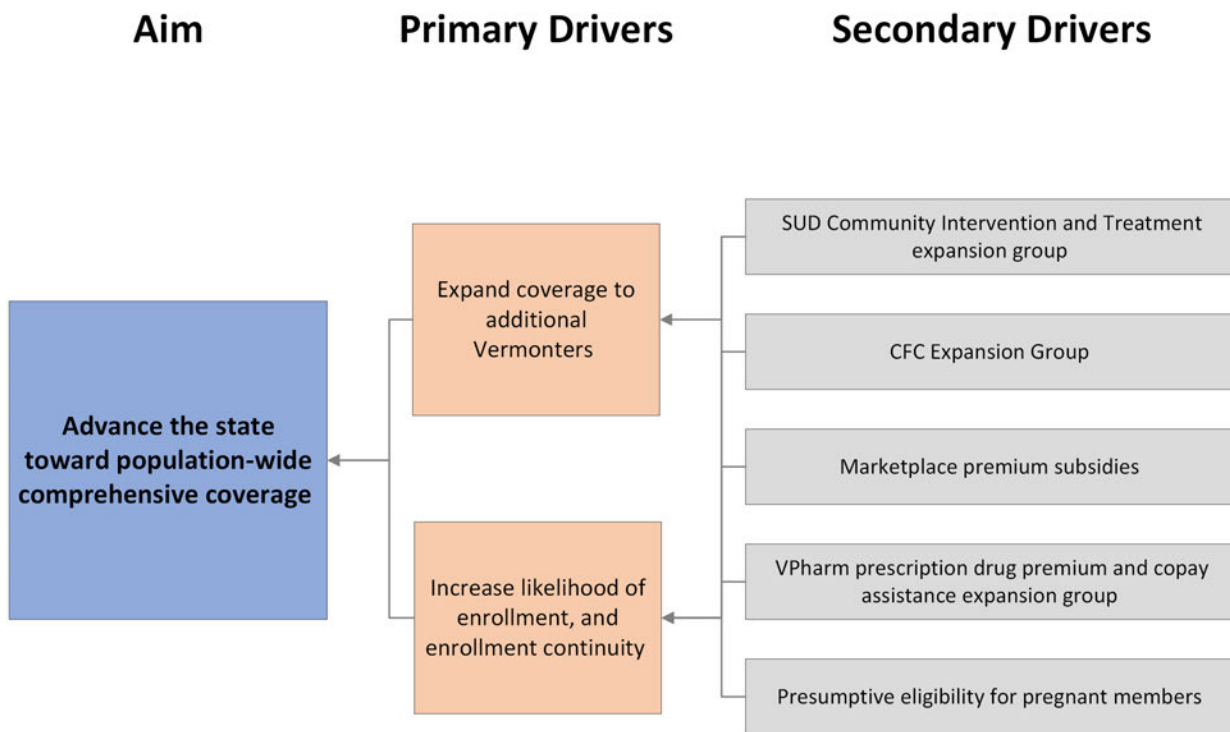 Aim
Primary Drivers
Secondary Drivers
Advance the state
toward population-wide
comprehensive coverage
Expand coverage to
additional
Vermonters
Increase likelihood of
enrollment, and
enrollment continuity
SUD Community Intervention and Treatment
expansion group
CFC Expansion Group
Marketplace premium subsidies
VPharm prescription drug premium and copay
assistance expansion group
Presumptive eligibility for pregnant members